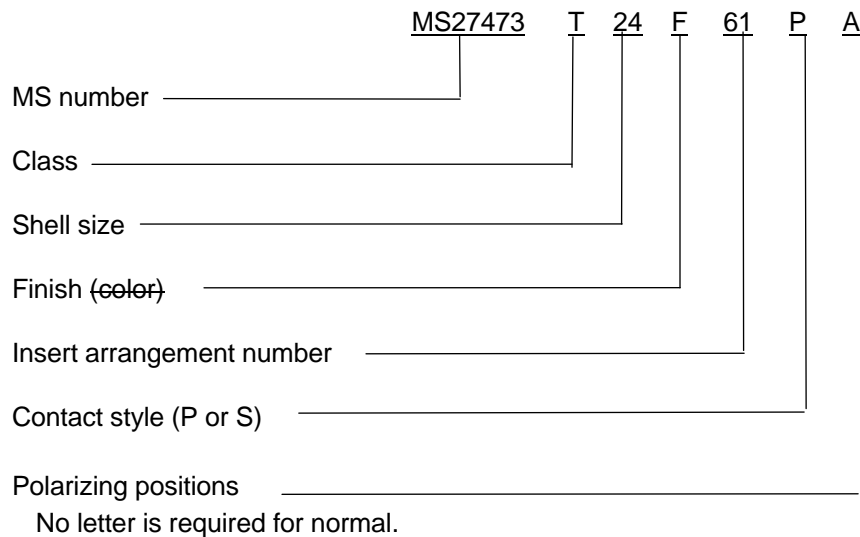 MS27473 T 24 F 61 P A
MS number
Class
Shell size
Finish (color)
Insert arrangement number
Contact style (P or S)
Polarizing positions
No letter is required for normal.